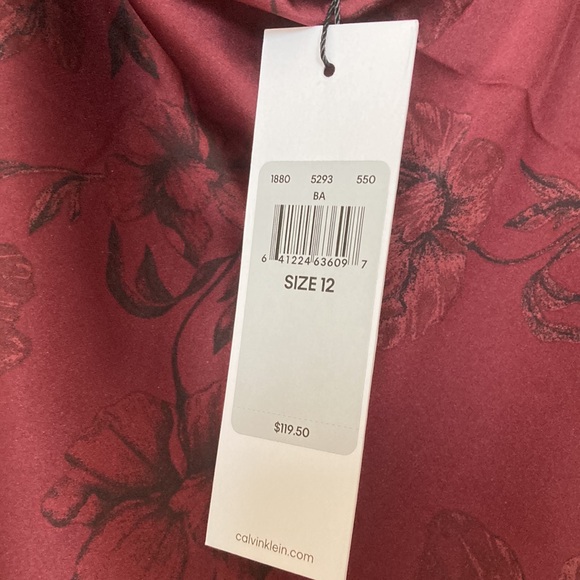 1880 5293 550
BA
6 41224 63609 7
SIZE 12
$119.50
calvinklein.com